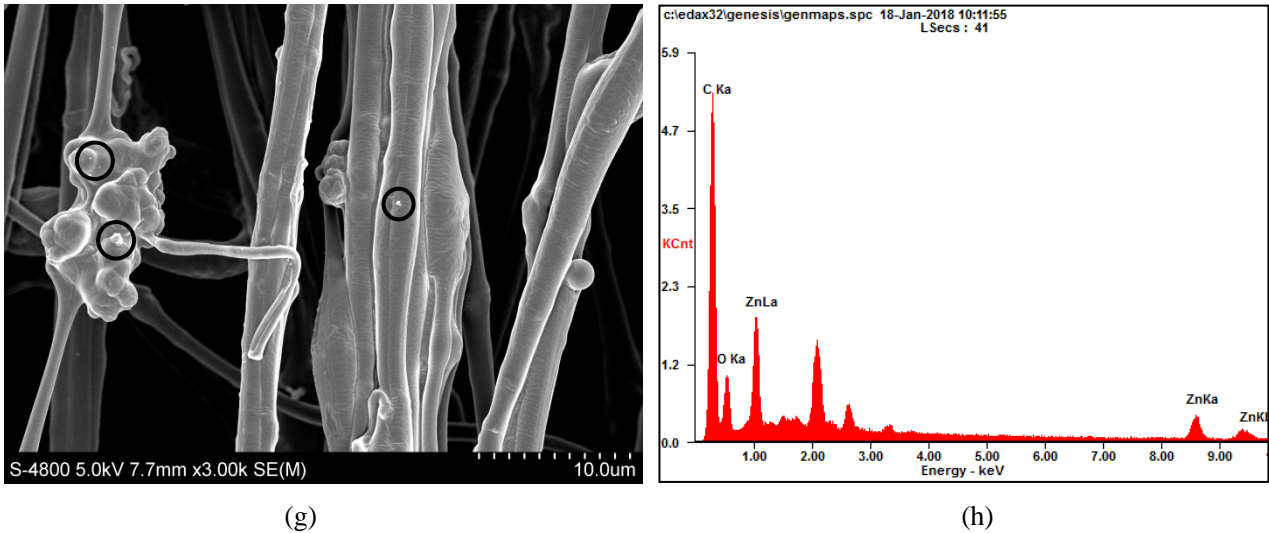 S-4800 5.0kV 7.7mm x3.00k SE(M)
10.0um
(g)
c:\edax32\genesis\genmaps.spc 18-Jan-2018 10:11:55
LSecs : 41
5.9
4.7
3.5
KCnt
2.3
1.2
0.0
C Ka
O Ka
ZnLa
ZnKa
1.00 2.00 3.00 4.00 5.00 6.00 7.00 8.00 9.00
Energy - keV
(h)